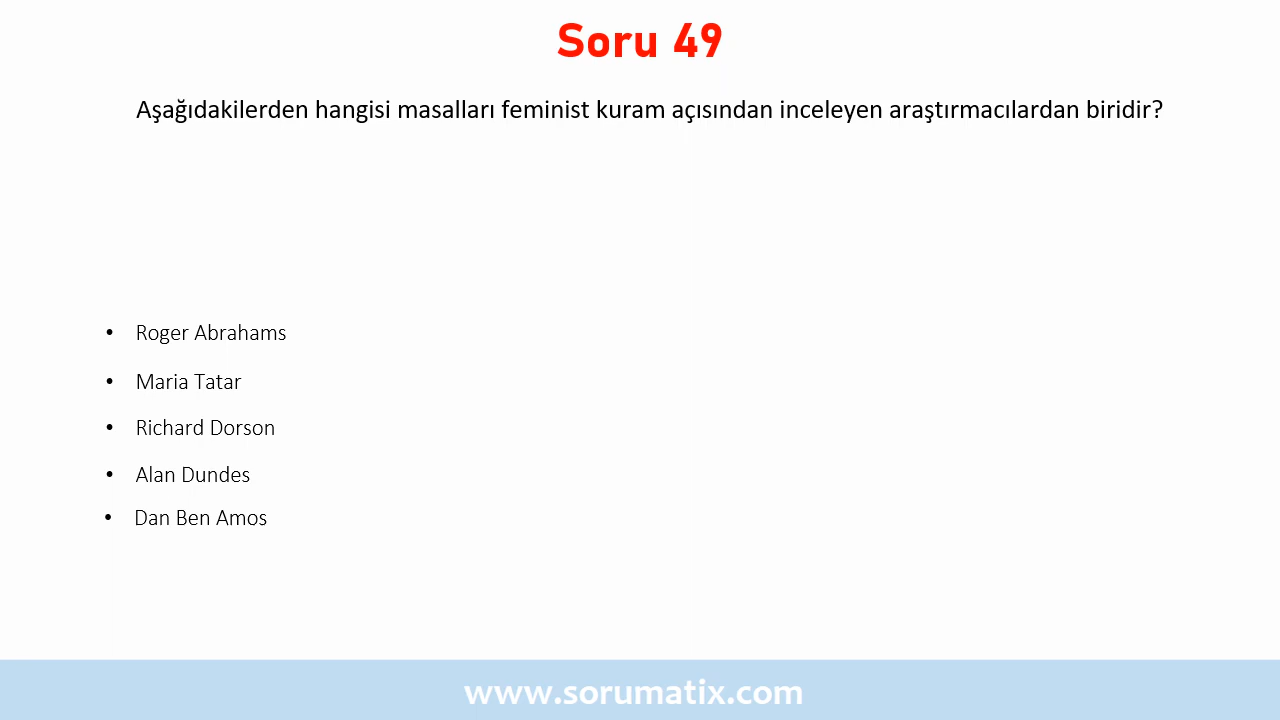 Soru 49
Aşağıdakilerden hangisi masalları feminist kuram açısından inceleyen araştırmacılardan biridir?
• Roger Abrahams
• Maria Tatar
• Richard Dorson
• Alan Dundes
• Dan Ben Amos
www.sorumatix.com